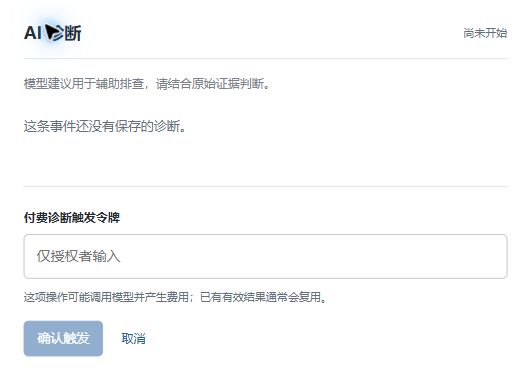 AI 断
尚未开始
模型建议用于辅助排查，请结合原始证据判断。
这条事件还没有保存的诊断。
付费诊断触发令牌
仅授权者输入
这项操作可能调用模型并产生费用；已有有效结果通常会复用。
确认触发
取消